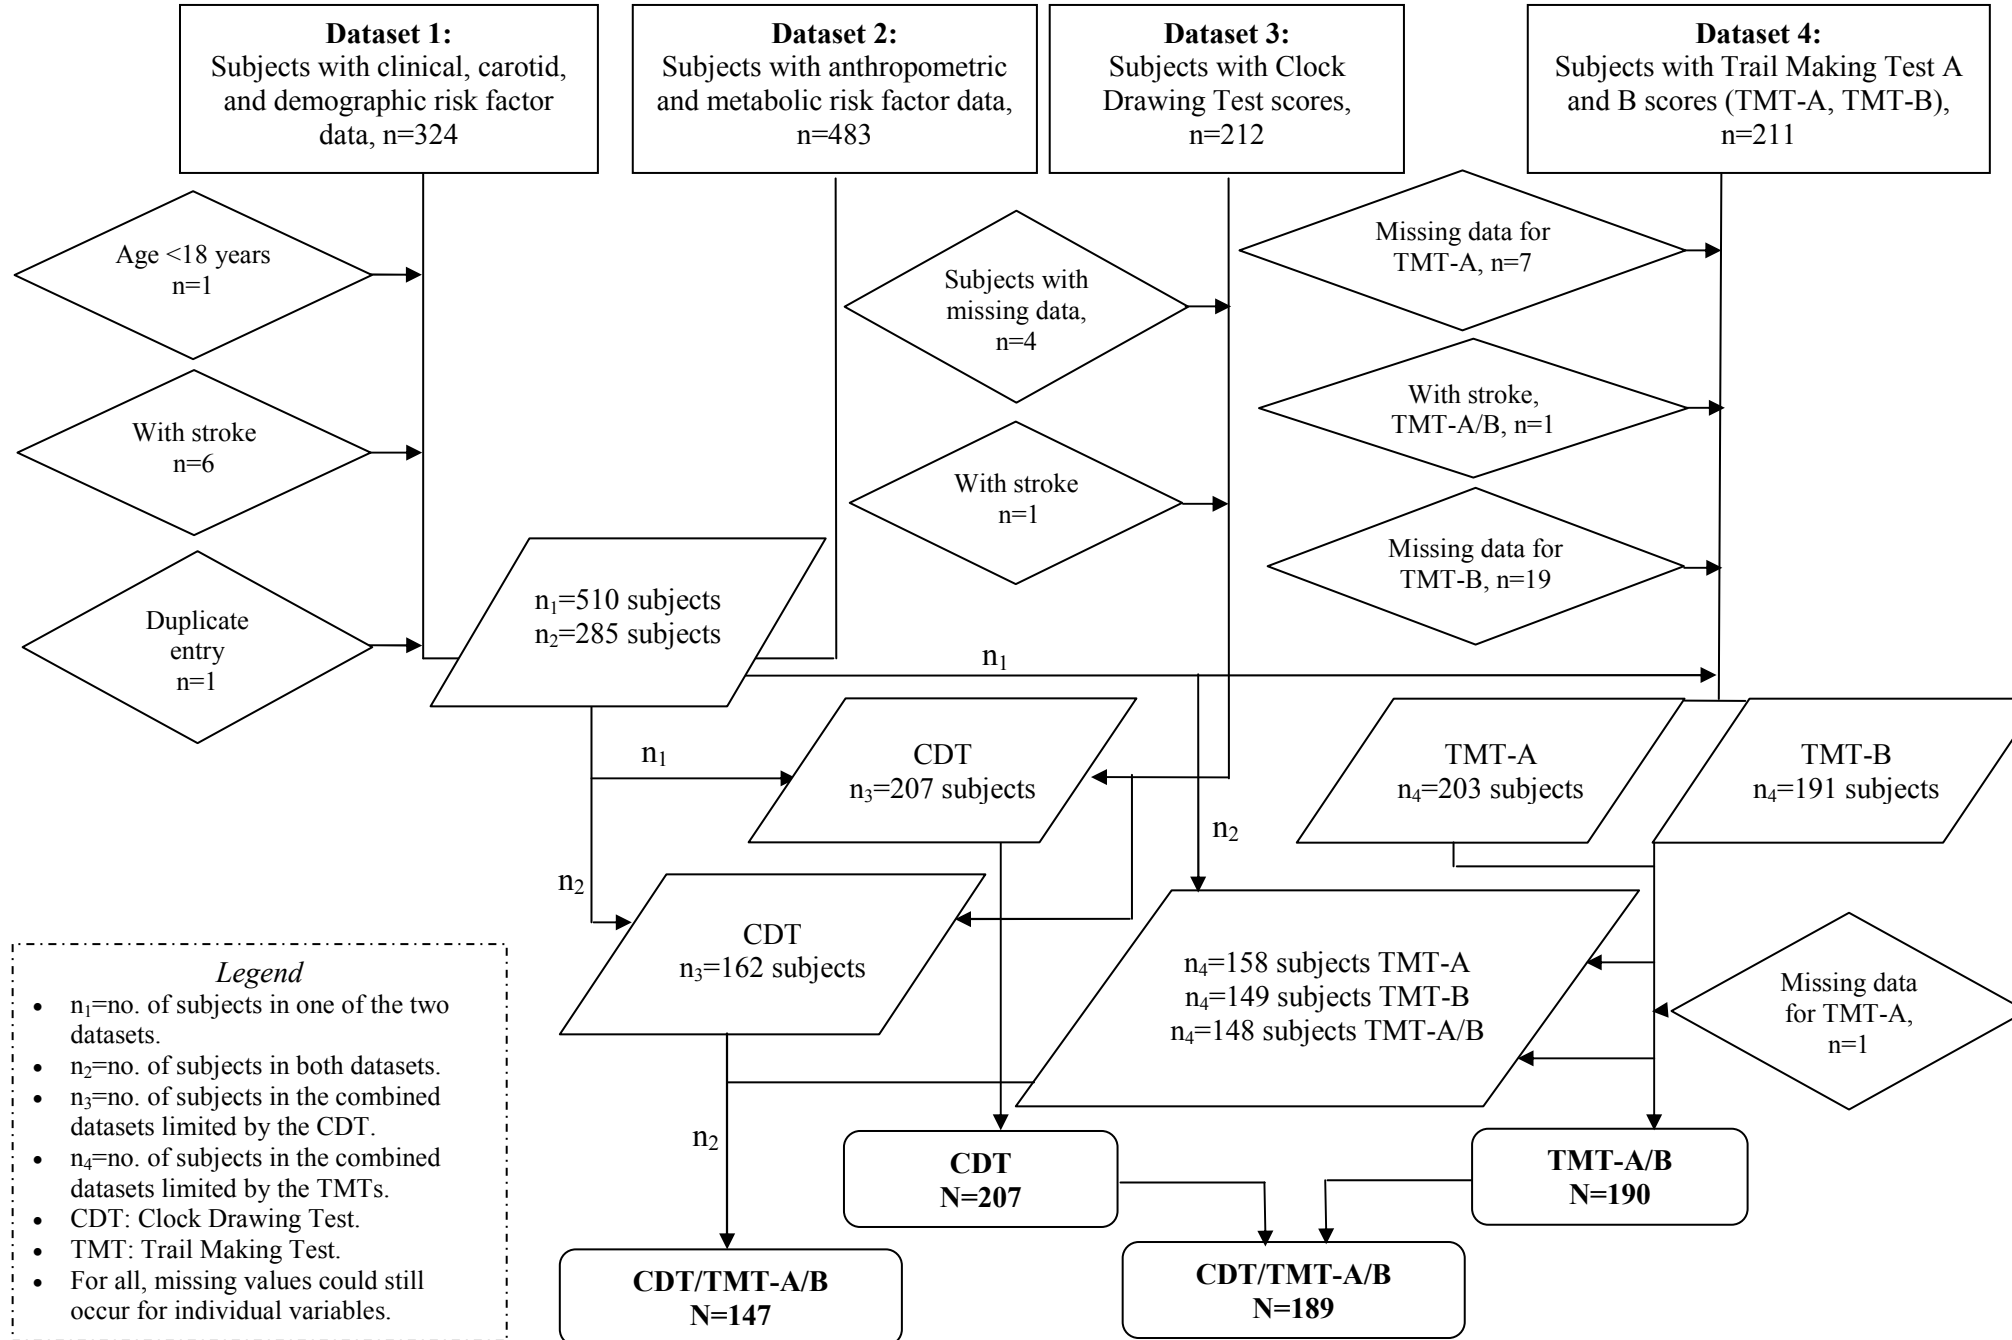 Dataset 1:
Subjects with clinical, carotid,
and demographic risk factor
data, n=324
Dataset 2:
Subjects with anthropometric
and metabolic risk factor data,
n=483
Dataset 3:
Subjects with Clock
Drawing Test scores,
n=212
Dataset 4:
Subjects with Trail Making Test A
and B scores (TMT-A, TMT-B),
n=211
Age <18 years
n=1
Subjects with
missing data,
n=4
Missing data for
TMT-A, n=7
With stroke
n=6
With stroke
n=1
With stroke,
TMT-A/B, n=1
Missing data for
TMT-B, n=19
Duplicate
entry
n=1
n₁=510 subjects
n₂=285 subjects
n₁
n₁
CDT
n₃=207 subjects
n₂
TMT-A
n₄=203 subjects
TMT-B
n₄=191 subjects
n₂
CDT
n₃=162 subjects
n₄=158 subjects TMT-A
n₄=149 subjects TMT-B
n₄=148 subjects TMT-A/B
Missing data
for TMT-A,
n=1
n₂
CDT
N=207
TMT-A/B
N=190
CDT/TMT-A/B
N=147
CDT/TMT-A/B
N=189
Legend
• n₁=no. of subjects in one of the two
datasets.
• n₂=no. of subjects in both datasets.
• n₃=no. of subjects in the combined
datasets limited by the CDT.
• n₄=no. of subjects in the combined
datasets limited by the TMTs.
• CDT: Clock Drawing Test.
• TMT: Trail Making Test.
• For all, missing values could still
occur for individual variables.